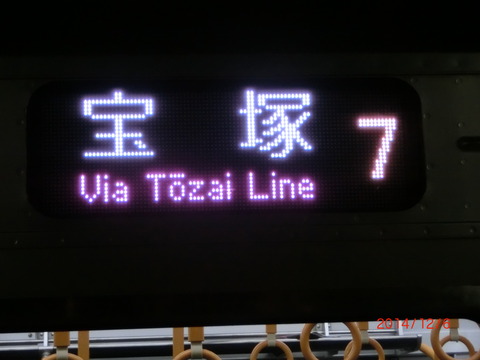 宝塚 7
Via Tōzai Line